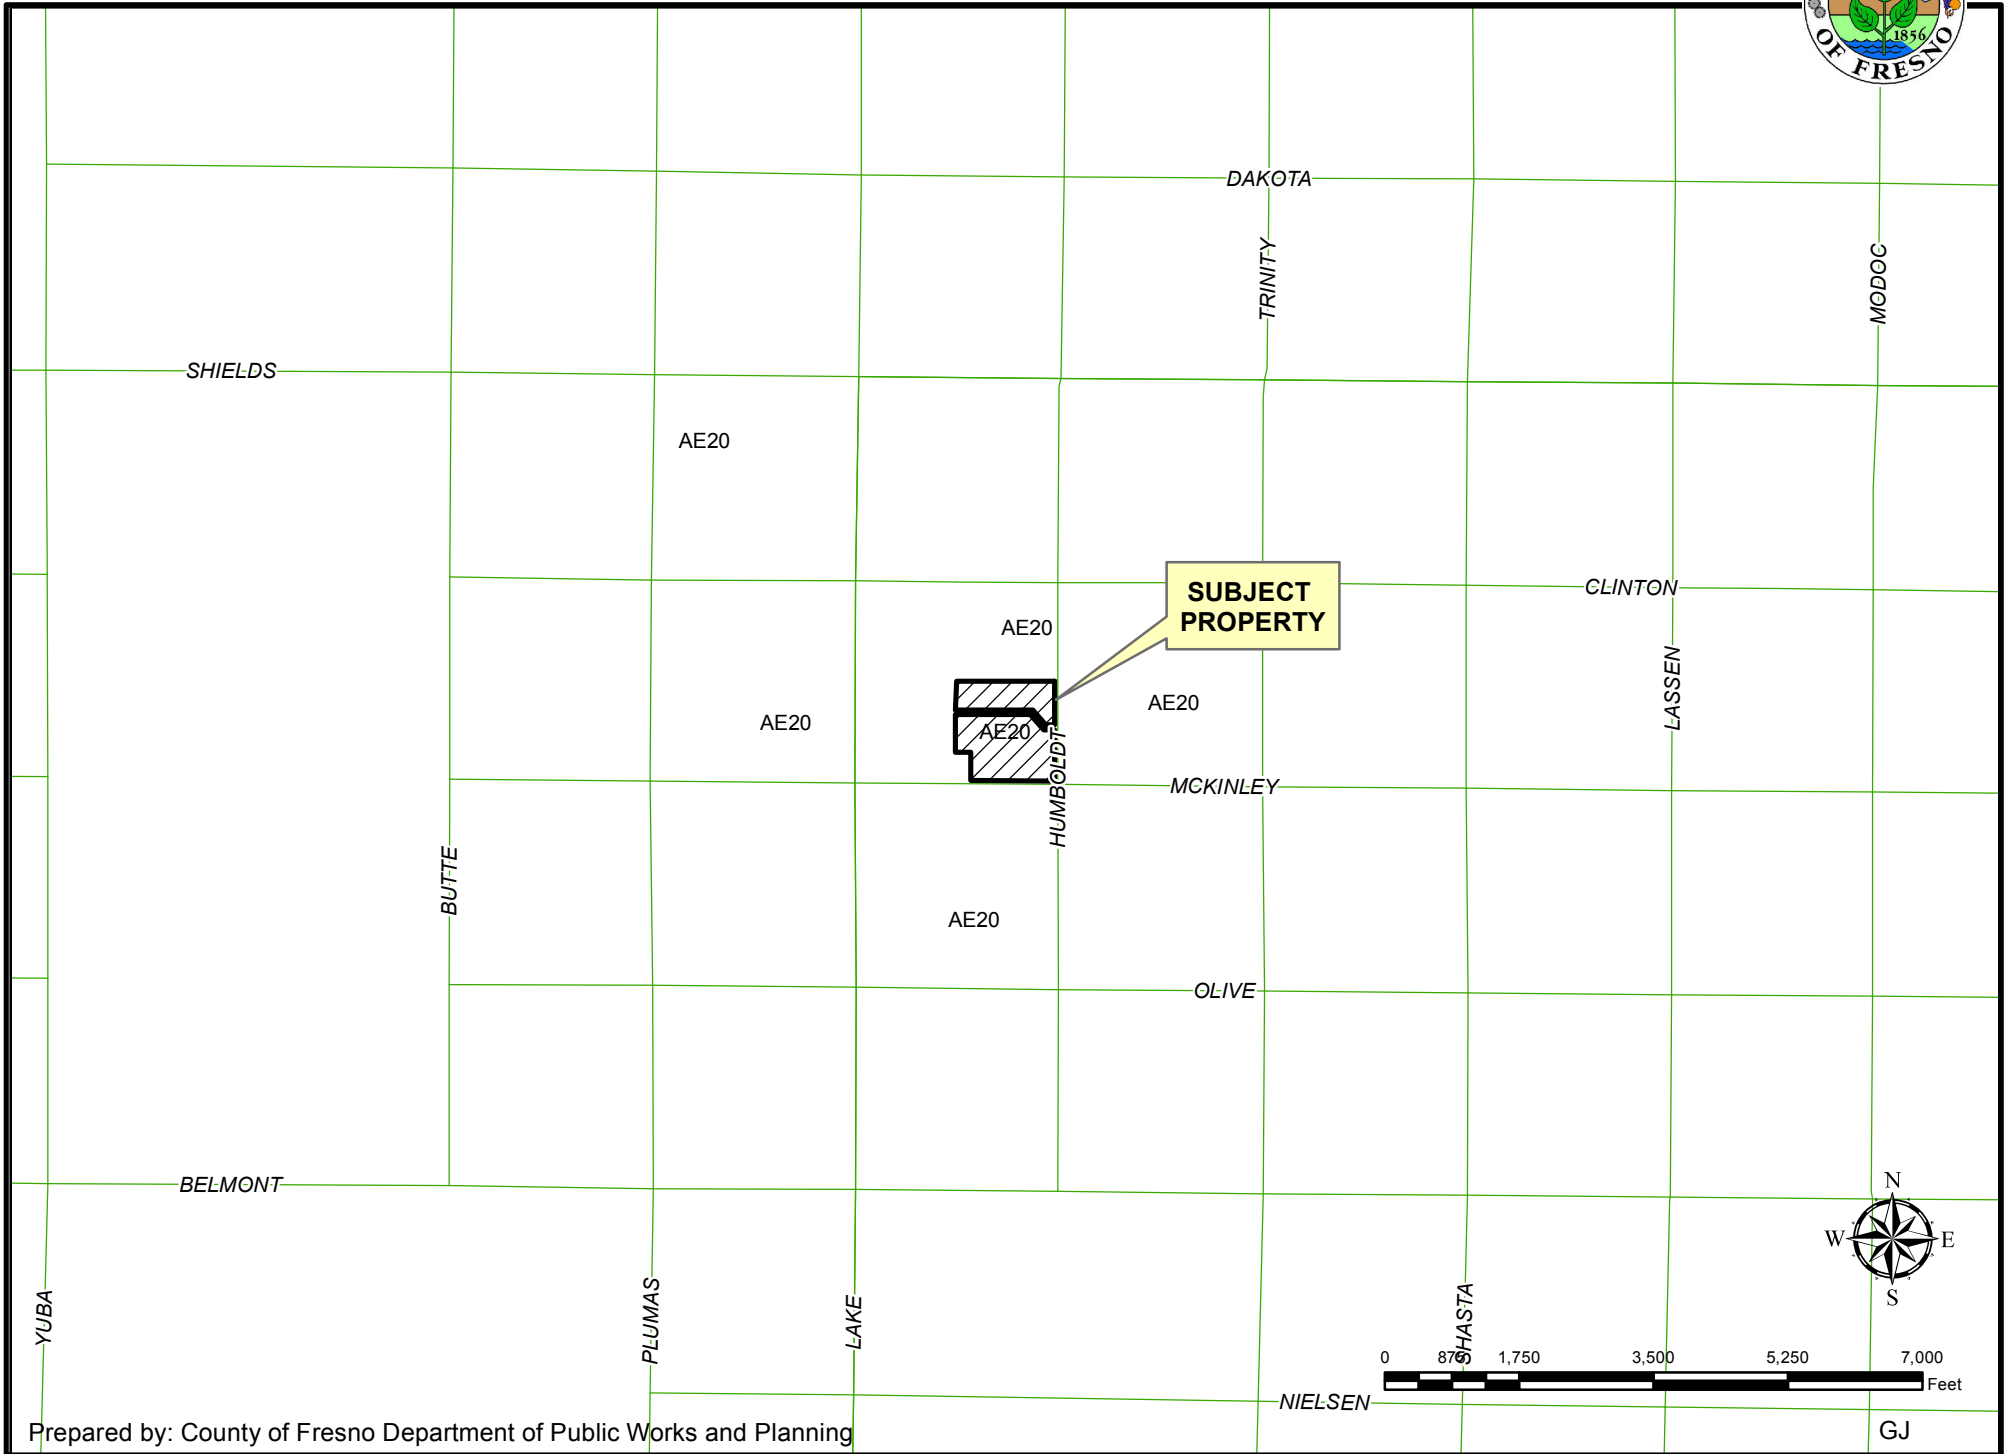 1856
OF FRESNO
DAKOTA
TRINITY
MODOC
SHIELDS
AE20
CLINTON
SUBJECT
PROPERTY
AE20
LASSEN
AE20
AE20
AE20
HUMBOLDT
MCKINLEY
BUTTE
AE20
OLIVE
BELMONT
N
W
E
S
YUBA
PLUMAS
LAKE
SHASTA
0 875 1,750 3,500 5,250 7,000
Feet
NIELSEN
Prepared by: County of Fresno Department of Public Works and Planning
GJ